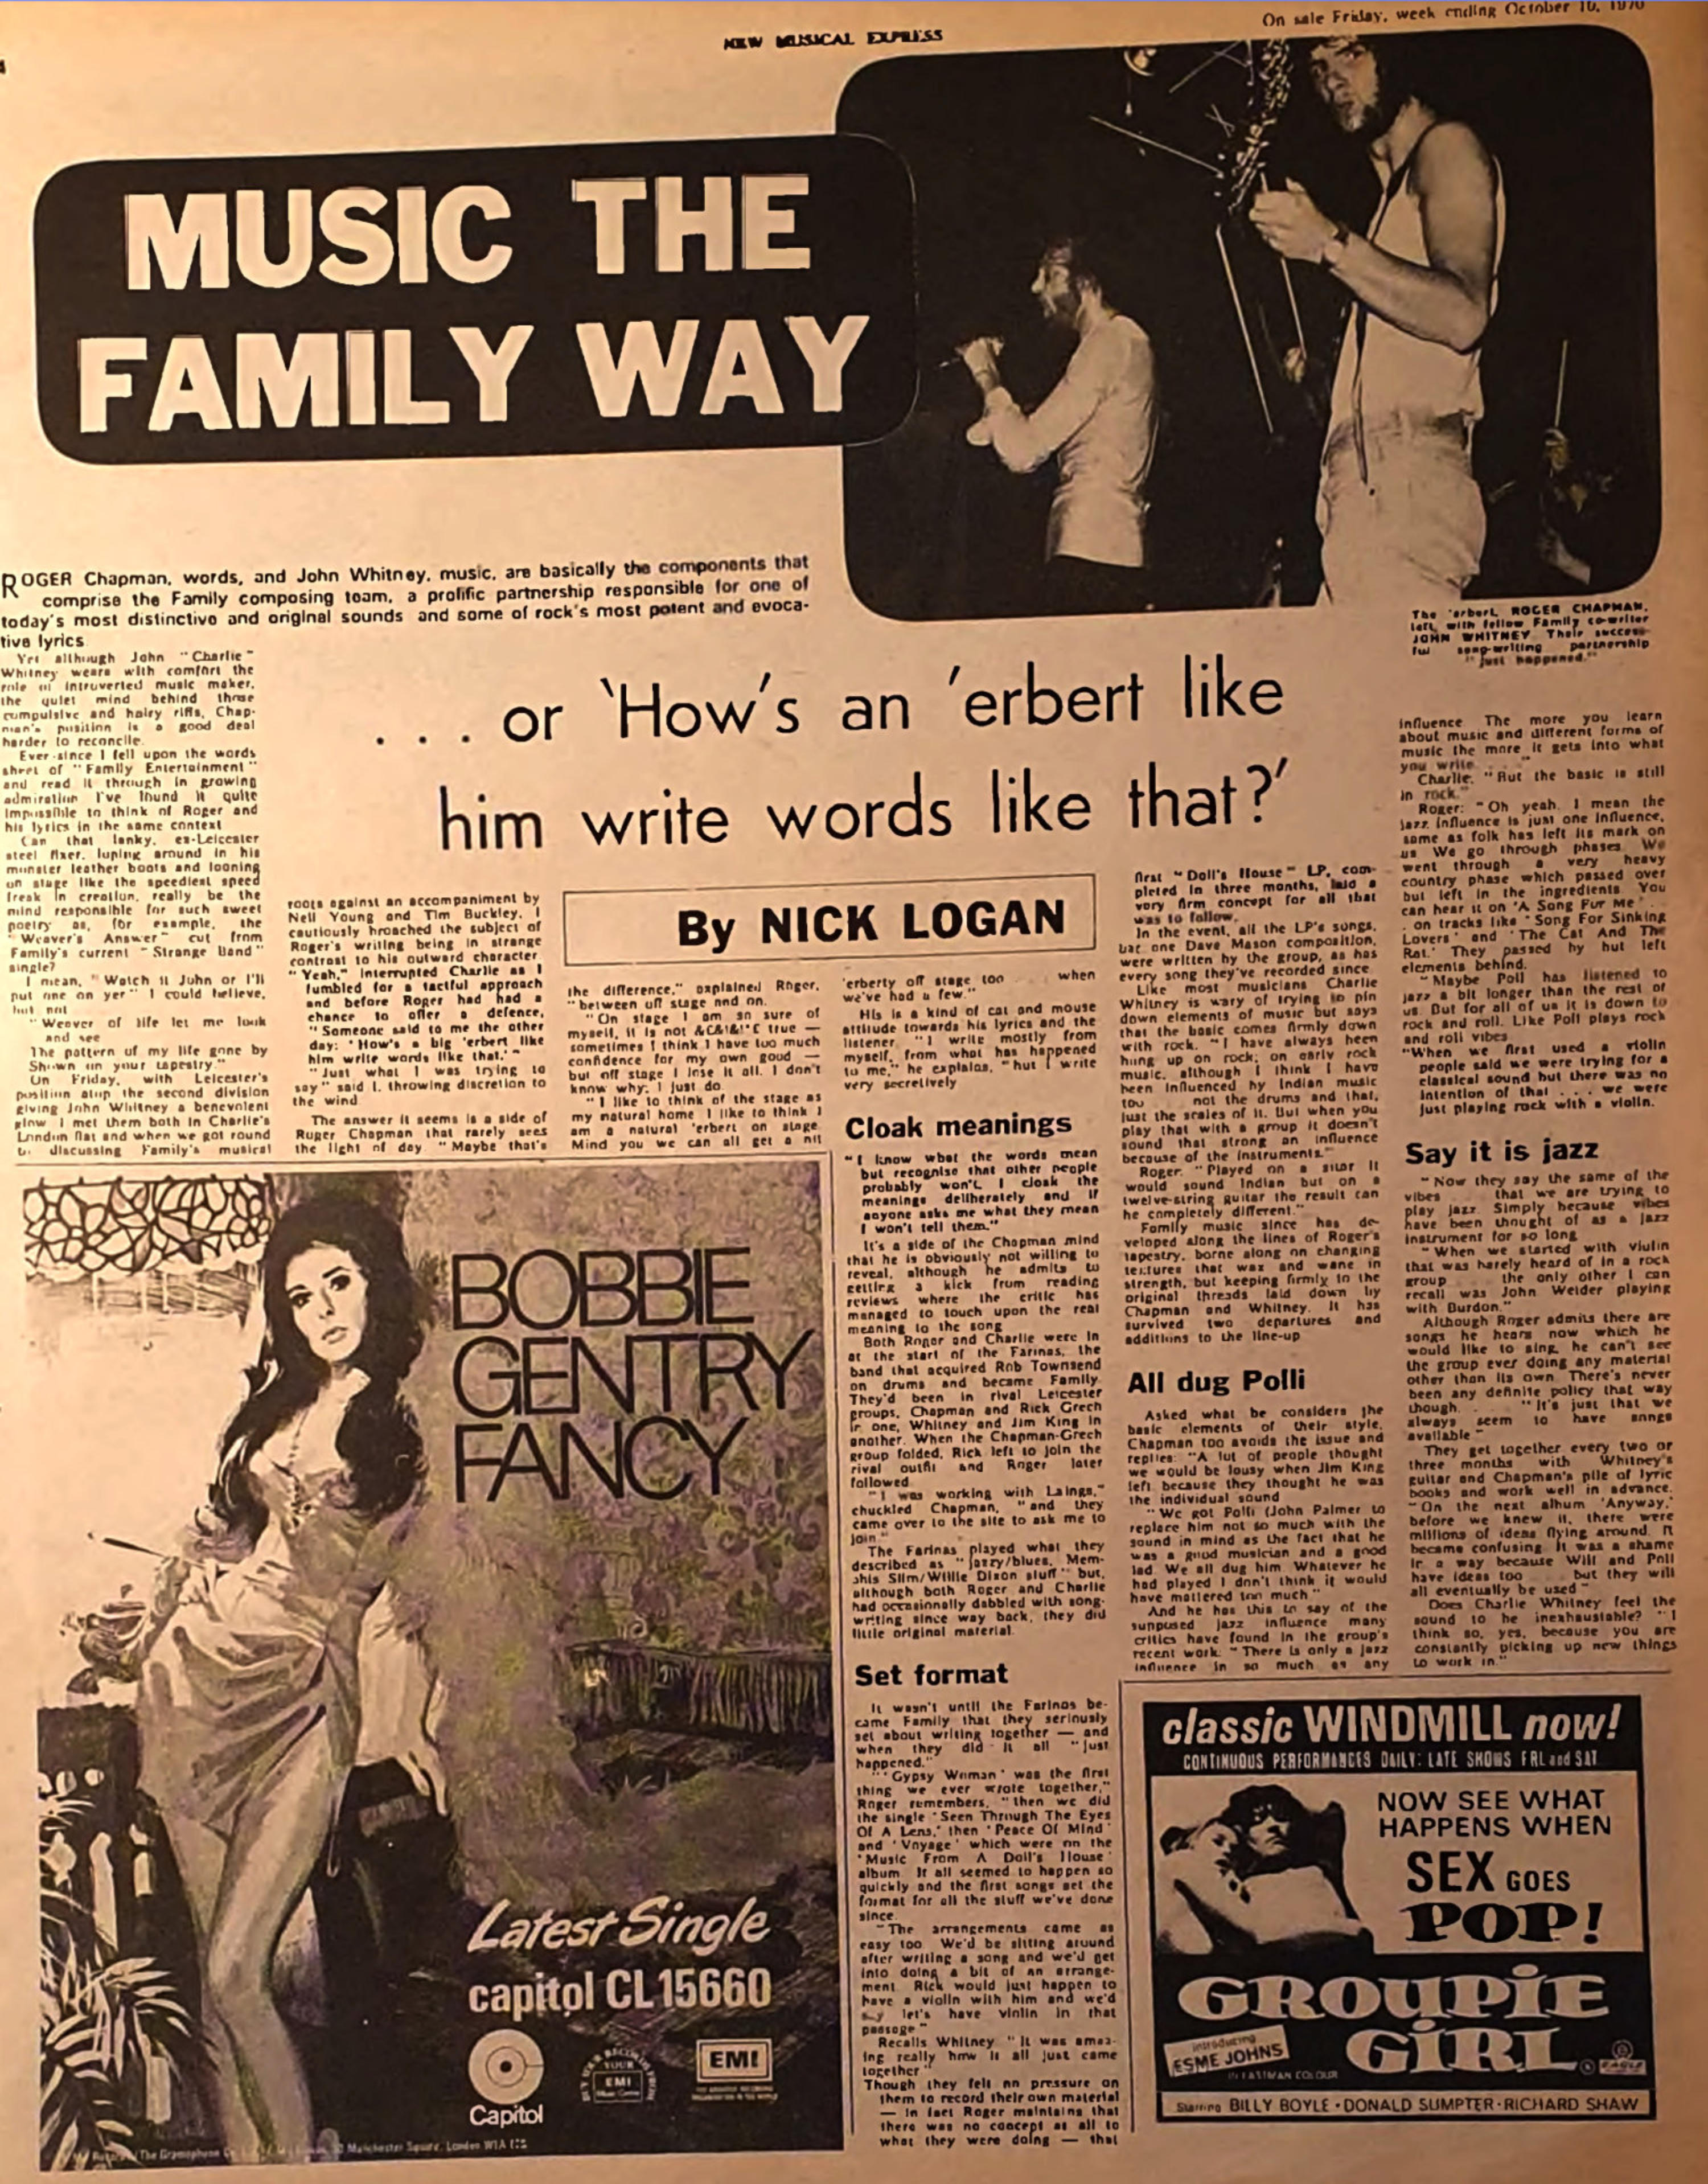 On sale Friday, week ending October 10, 1970
NEW MUSICAL EXPRESS
4
MUSIC THE
FAMILY WAY
ROGER Chapman, words, and John Whitney, music, are basically the components that
comprise the Family composing team, a prolific partnership responsible for one of
today's most distinctive and original sounds and some of rock's most potent and evoca-
tive lyrics
The 'erbert, ROGER CHAPMAN,
left, with fellow Family co-writer
JOHN WHITNEY. Their success-
ful song-writing partnership
"just happened."
. . . or 'How's an 'erbert like
him write words like that?'
By NICK LOGAN
Yet although John "Charlie"
Whitney wears with comfort the
role of introverted music maker,
the quiet mind behind those
compulsive and hairy riffs, Chap-
man's position is a good deal
harder to reconcile.
Ever since I fell upon the words
sheet of "Family Entertainment"
and read it through in growing
admiration I've found it quite
impossible to think of Roger and
his lyrics in the same context
Can that lanky, ex-Leicester
steel fixer, loping around in his
monster leather boots and looning
on stage like the speediest speed
freak in creation, really be the
mind responsible for such sweet
poetry as, for example, the
"Weaver's Answer" cut from
Family's current "Strange Band"
single?
I mean, "Watch it John or I'll
put one on yer" I could believe,
but not
"Weaver of life let me look
and see
The pattern of my life gone by
Shown on your tapestry."
On Friday, with Leicester's
position atop the second division
giving John Whitney a benevolent
glow I met them both in Charlie's
London flat and when we got round
to discussing Family's musical
roots against an accompaniment by
Neil Young and Tim Buckley, I
cautiously broached the subject of
Roger's writing being in strange
contrast to his outward character
"Yeah," interrupted Charlie as I
fumbled for a tactful approach
and before Roger had had a
chance to offer a defence,
"Someone said to me the other
day: 'How's a big 'erbert like
him write words like that.'"
"Just what I was trying to
say" said I, throwing discretion to
the wind
The answer it seems is a side of
Roger Chapman that rarely sees
the light of day "Maybe that's
the difference," explained Roger,
"between off stage and on.
"On stage I am so sure of
myself, it is not &C&!&!"C true —
sometimes I think I have too much
confidence for my own good —
but off stage I lose it all. I don't
know why; I just do
"I like to think of the stage as
my natural home I like to think I
am a natural 'erbert on stage
Mind you we can all get a bit
'erberty off stage too . . . when
we've had a few."
His is a kind of cat and mouse
attitude towards his lyrics and the
listener "I write mostly from
myself, from what has happened
to me," he explains, "but I write
very secretively
Cloak meanings
"I know what the words mean
but recognise that other people
probably won't. I cloak the
meanings deliberately and if
anyone asks me what they mean
I won't tell them."
It's a side of the Chapman mind
that he is obviously not willing to
reveal, although he admits to
getting a kick from reading
reviews where the critic has
managed to touch upon the real
meaning to the song
Both Roger and Charlie were in
at the start of the Farinas, the
band that acquired Rob Townsend
on drums and became Family.
They'd been in rival Leicester
groups, Chapman and Rick Grech
in one, Whitney and Jim King in
another. When the Chapman-Grech
group folded, Rick left to join the
rival outfit and Roger later
followed
"I was working with Laings,"
chuckled Chapman, "and they
came over to the site to ask me to
join."
The Farinas played what they
described as "jazzy/blues, Mem-
phis Slim/Willie Dixon stuff" but,
although both Roger and Charlie
had occasionally dabbled with song-
writing since way back, they did
little original material.
Set format
It wasn't until the Farinas be-
came Family that they seriously
set about writing together — and
when they did it all "just
happened."
"'Gypsy Woman' was the first
thing we ever wrote together,"
Roger remembers, "then we did
the single 'Seen Through The Eyes
Of A Lens,' then 'Peace Of Mind'
and 'Voyage' which were on the
'Music From A Doll's House'
album. It all seemed to happen so
quickly and the first songs set the
format for all the stuff we've done
since.
"The arrangements came as
easy too We'd be sitting around
after writing a song and we'd get
into doing a bit of an arrange-
ment Rick would just happen to
have a violin with him and we'd
say let's have violin in that
passage"
Recalls Whitney "It was amaz-
ing really how it all just came
together
Though they felt no pressure on
them to record their own material
— in fact Roger maintains that
there was no concept at all to
what they were doing — that
first "Doll's House" LP, com-
pleted in three months, laid a
very firm concept for all that
was to follow.
In the event, all the LP's songs,
bar one Dave Mason composition,
were written by the group, as has
every song they've recorded since
Like most musicians Charlie
Whitney is wary of trying to pin
down elements of music but says
that the basic comes firmly down
with rock. "I have always been
hung up on rock; on early rock
music, although I think I have
been influenced by Indian music
too . . . not the drums and that,
just the scales of it. But when you
play that with a group it doesn't
sound that strong an influence
because of the instruments."
Roger: "Played on a sitar it
would sound Indian but on a
twelve-string guitar the result can
be completely different."
Family music since has de-
veloped along the lines of Roger's
tapestry, borne along on changing
textures that wax and wane in
strength, but keeping firmly to the
original threads laid down by
Chapman and Whitney. It has
survived two departures and
additions to the line-up
All dug Polli
Asked what he considers the
basic elements of their style,
Chapman too avoids the issue and
replies: "A lot of people thought
we would be lousy when Jim King
left because they thought he was
the individual sound
"We got Polli (John Palmer to
replace him not so much with the
sound in mind as the fact that he
was a good musician and a good
lad. We all dug him Whatever he
had played I don't think it would
have mattered too much"
And he has this to say of the
supposed jazz influence many
critics have found in the group's
recent work: "There is only a jazz
influence in so much as any
influence The more you learn
about music and different forms of
music the more it gets into what
you write . . . ."
Charlie, "But the basic is still
in rock."
Roger: "Oh yeah. I mean the
jazz influence is just one influence,
same as folk has left its mark on
us We go through phases We
went through a very heavy
country phase which passed over
but left in the ingredients You
can hear it on 'A Song For Me' .
. on tracks like 'Song For Sinking
Lovers' and 'The Cat And The
Rat.' They passed by but left
elements behind.
"Maybe Poll has listened to
jazz a bit longer than the rest of
us. But for all of us it is down to
rock and roll. Like Poll plays rock
and roll vibes
"When we first used a violin
people said we were trying for a
classical sound but there was no
intention of that . . . we were
just playing rock with a violin.
Say it is jazz
"Now they say the same of the
vibes . . . that we are trying to
play jazz. Simply because vibes
have been thought of as a jazz
instrument for so long
"When we started with violin
that was barely heard of in a rock
group . . . the only other I can
recall was John Weider playing
with Burdon."
Although Roger admits there are
songs he hears now which he
would like to sing, he can't see
the group ever doing any material
other than its own. There's never
been any definite policy that way
though. . . "It's just that we
always seem to have songs
available"
They get together every two or
three months with Whitney's
guitar and Chapman's pile of lyric
books and work well in advance.
"On the next album 'Anyway,'
before we knew it, there were
millions of ideas flying around. It
became confusing. It was a shame
in a way because Will and Poll
have ideas too . . . but they will
all eventually be used"
Does Charlie Whitney feel the
sound to be inexhaustable? "I
think so, yes, because you are
constantly picking up new things
to work in."
BOBBIE
GENTRY
FANCY
Latest Single
capitol CL 15660
Capitol
EMI
EMI
Manchester Square, London W1A
classic WINDMILL now!
CONTINUOUS PERFORMANCES DAILY: LATE SHOWS FRI. and SAT
NOW SEE WHAT
HAPPENS WHEN
SEX GOES
POP!
GROUPIE
GIRL
introducing
ESME JOHNS
IN EASTMAN COLOUR
EAGLE
Starring BILLY BOYLE · DONALD SUMPTER · RICHARD SHAW